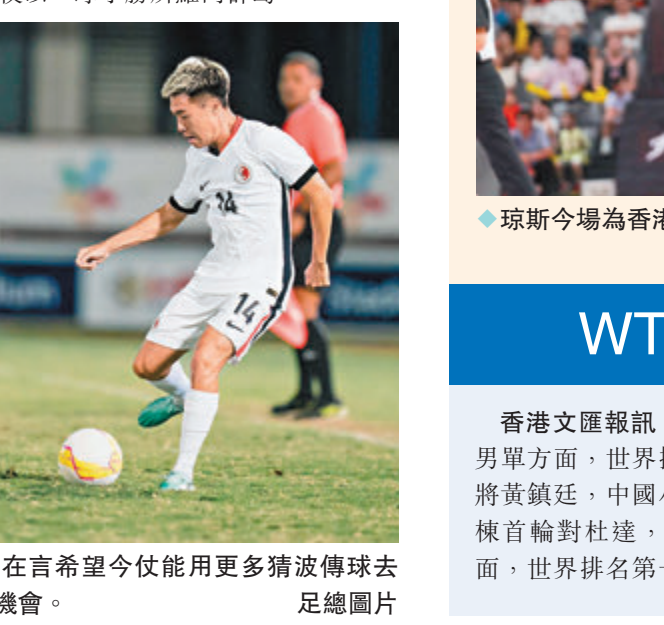 14
14
在言希望今仗能用更多猜波傳球去
機會。 足總圖片
◆琼斯今場為香港
WT
香港文匯報訊
男單方面，世界
將黃鎮廷，中國
棟首輪對杜達，
面，世界排名第一